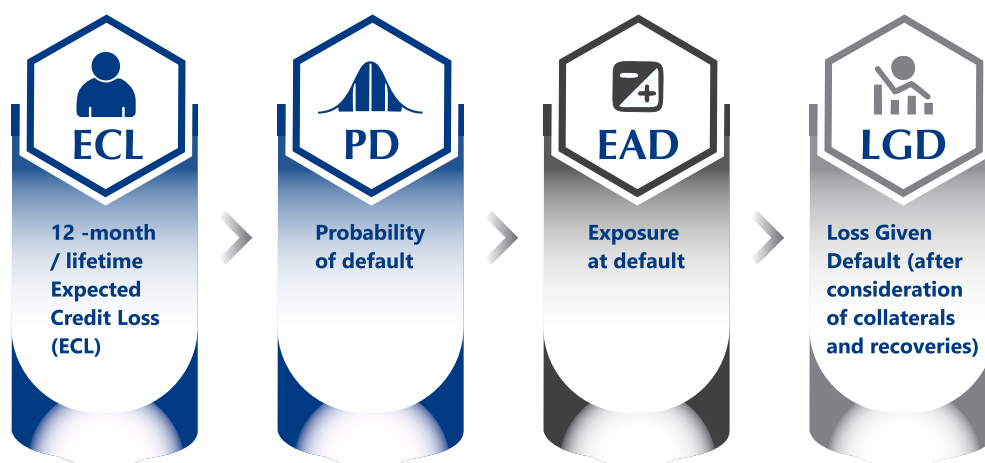 ECL
12 -month
/ lifetime
Expected
Credit Loss
(ECL)
PD
Probability
of default
EAD
Exposure
at default
LGD
Loss Given
Default (after
consideration
of collaterals
and recoveries)